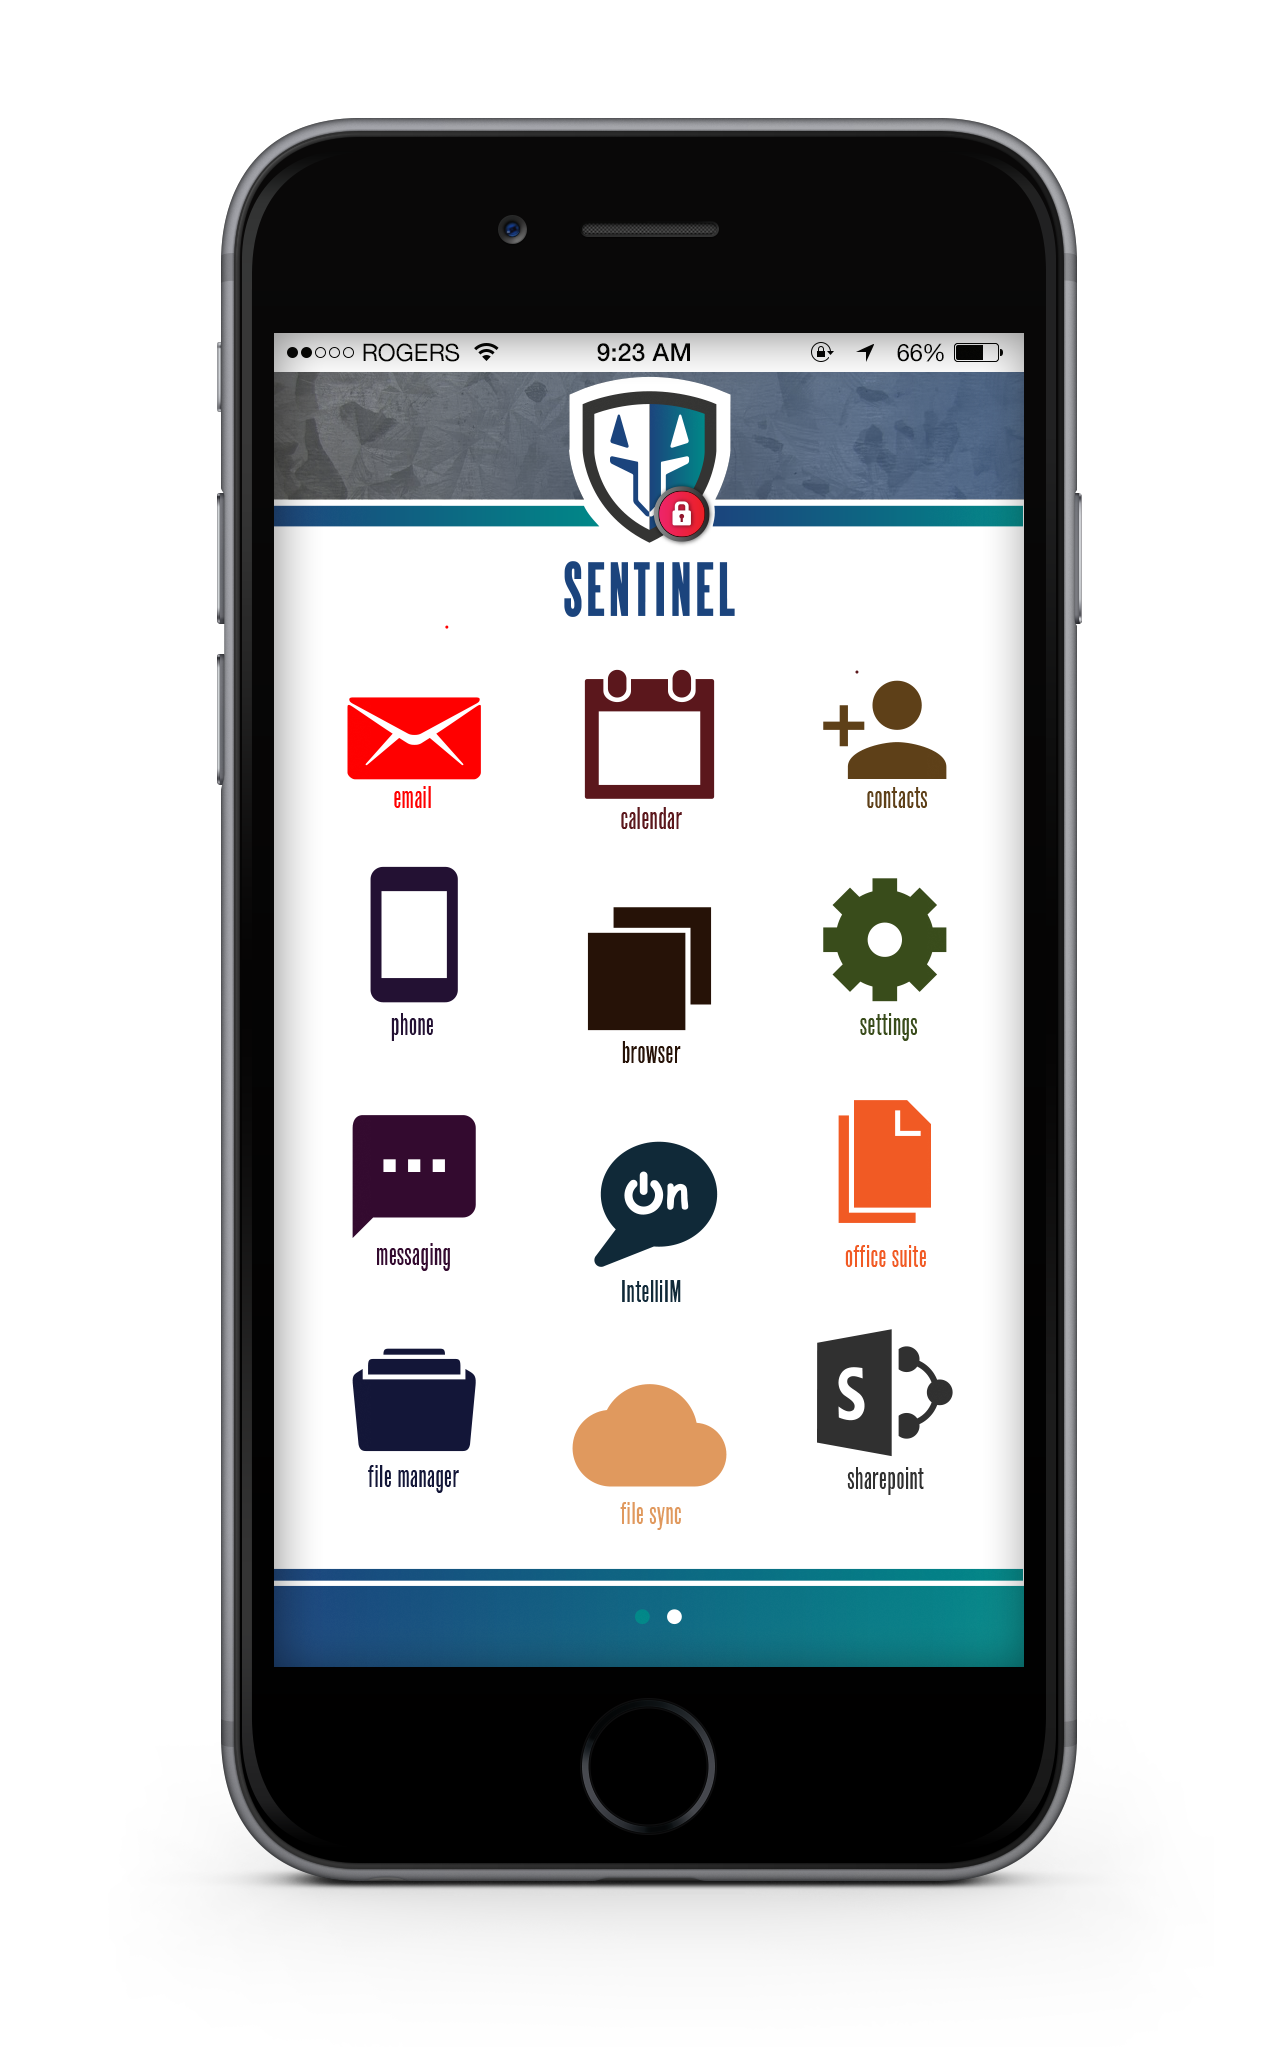 ROGERS 9:23 AM 66%
SENTINEL
email calendar contacts
phone browser settings
messaging On IntelliIM office suite
file manager file sync S sharepoint